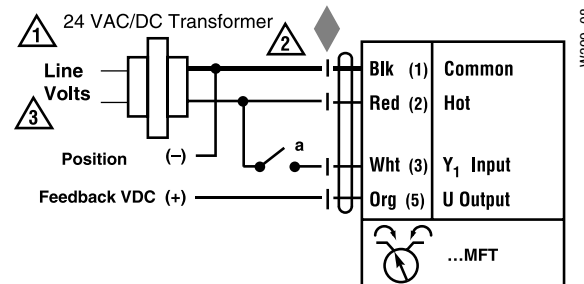 1 24 VAC/DC Transformer
2
Line
Volts
3
Blk (1) Common
Red (2) Hot
a
Position (–)
Wht (3) Y1 Input
Feedback VDC (+)
Org (5) U Output
...MFT